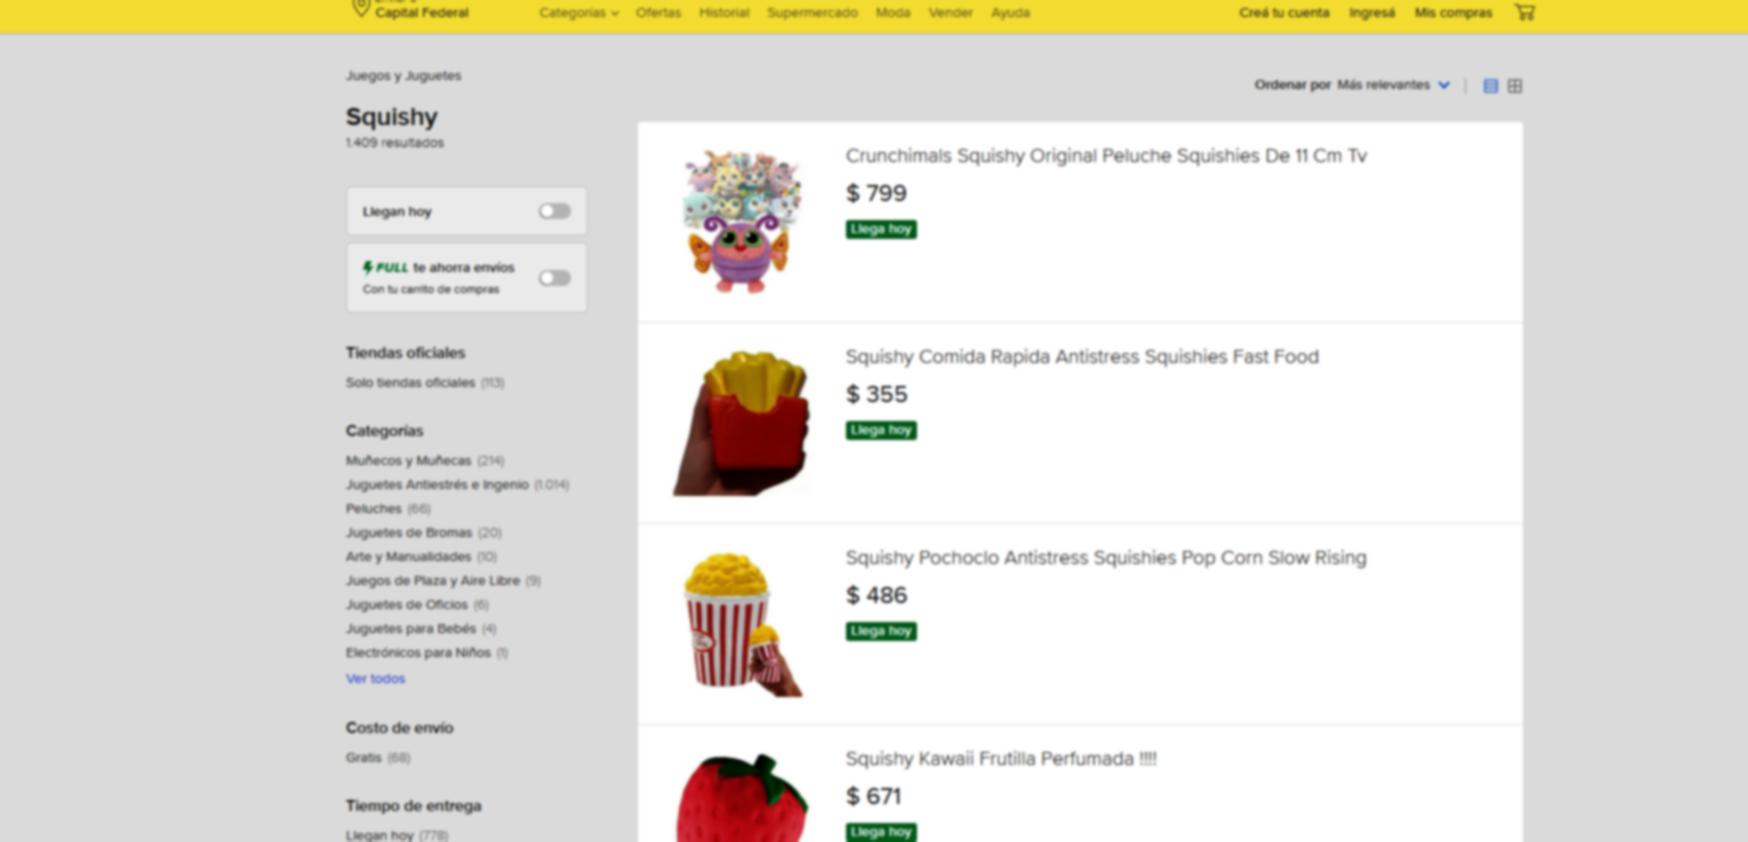 Capital Federal
Categorías Ofertas Historial Supermercado Moda Vender Ayuda
Creá tu cuenta Ingresá Mis compras
Juegos y Juguetes
Squishy
1.409 resultados
Ordenar por Más relevantes
Llegan hoy
FULL te ahorra envíos
Con tu carrito de compras
Tiendas oficiales
Solo tiendas oficiales (113)
Categorías
Muñecos y Muñecas (214)
Juguetes Antiestrés e Ingenio (1.014)
Peluches (66)
Juguetes de Bromas (20)
Arte y Manualidades (10)
Juegos de Plaza y Aire Libre (9)
Juguetes de Oficios (6)
Juguetes para Bebés (4)
Electrónicos para Niños (1)
Ver todos
Costo de envío
Gratis (68)
Tiempo de entrega
Llegan hoy (778)
Crunchimals Squishy Original Peluche Squishies De 11 Cm Tv
$ 799
Llega hoy
Squishy Comida Rapida Antistress Squishies Fast Food
$ 355
Llega hoy
Squishy Pochoclo Antistress Squishies Pop Corn Slow Rising
$ 486
Llega hoy
Squishy Kawaii Frutilla Perfumada !!!!
$ 671
Llega hoy